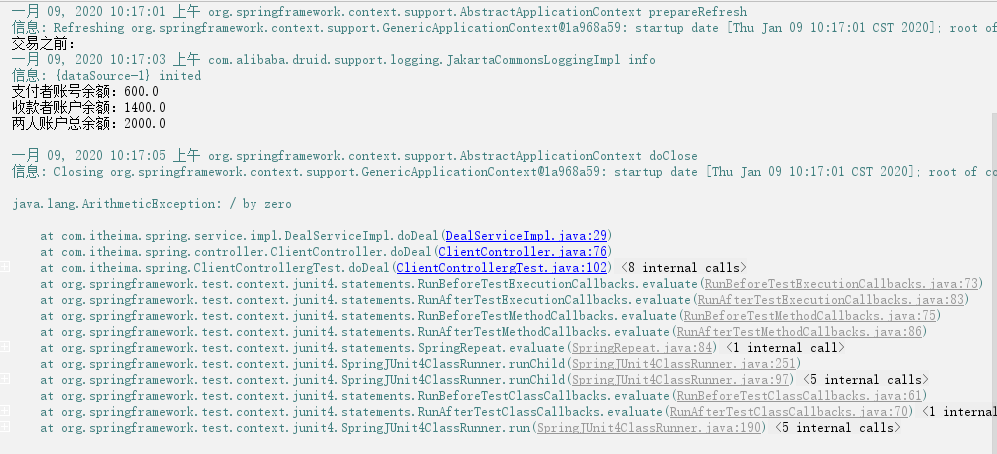 一月 09, 2020 10:17:01 上午 org.springframework.context.support.AbstractApplicationContext prepareRefresh
信息: Refreshing org.springframework.context.support.GenericApplicationContext@1a968a59: startup date [Thu Jan 09 10:17:01 CST 2020]; root of
交易之前：
一月 09, 2020 10:17:03 上午 com.alibaba.druid.support.logging.JakartaCommonsLoggingImpl info
信息: {dataSource-1} inited
支付者账号余额：600.0
收款者账户余额：1400.0
两人账户总余额：2000.0
一月 09, 2020 10:17:05 上午 org.springframework.context.support.AbstractApplicationContext doClose
信息: Closing org.springframework.context.support.GenericApplicationContext@1a968a59: startup date [Thu Jan 09 10:17:01 CST 2020]; root of co
java.lang.ArithmeticException: / by zero
at com.itheima.spring.service.impl.DealServiceImpl.doDeal(DealServiceImpl.java:29)
at com.itheima.spring.controller.ClientController.doDeal(ClientController.java:76)
at com.itheima.spring.ClientControllergTest.doDeal(ClientControllergTest.java:102) <8 internal calls>
at org.springframework.test.context.junit4.statements.RunBeforeTestExecutionCallbacks.evaluate(RunBeforeTestExecutionCallbacks.java:73)
at org.springframework.test.context.junit4.statements.RunAfterTestExecutionCallbacks.evaluate(RunAfterTestExecutionCallbacks.java:83)
at org.springframework.test.context.junit4.statements.RunBeforeTestMethodCallbacks.evaluate(RunBeforeTestMethodCallbacks.java:75)
at org.springframework.test.context.junit4.statements.RunAfterTestMethodCallbacks.evaluate(RunAfterTestMethodCallbacks.java:86)
at org.springframework.test.context.junit4.statements.SpringRepeat.evaluate(SpringRepeat.java:84) <1 internal call>
at org.springframework.test.context.junit4.SpringJUnit4ClassRunner.runChild(SpringJUnit4ClassRunner.java:251)
at org.springframework.test.context.junit4.SpringJUnit4ClassRunner.runChild(SpringJUnit4ClassRunner.java:97) <5 internal calls>
at org.springframework.test.context.junit4.statements.RunBeforeTestClassCallbacks.evaluate(RunBeforeTestClassCallbacks.java:61)
at org.springframework.test.context.junit4.statements.RunAfterTestClassCallbacks.evaluate(RunAfterTestClassCallbacks.java:70) <1 internal
at org.springframework.test.context.junit4.SpringJUnit4ClassRunner.run(SpringJUnit4ClassRunner.java:190) <5 internal calls>